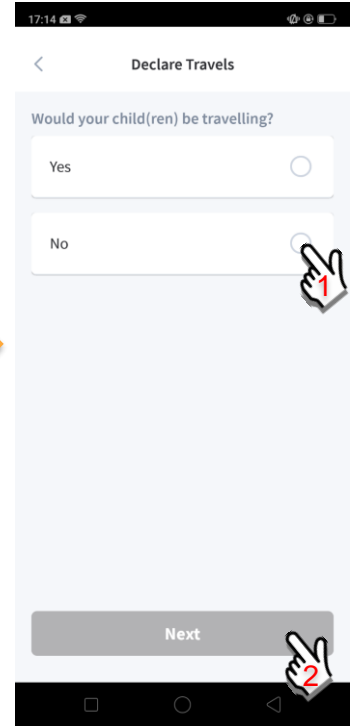 17:14
Declare Travels
Would your child(ren) be travelling?
Yes
No
1
Next
2